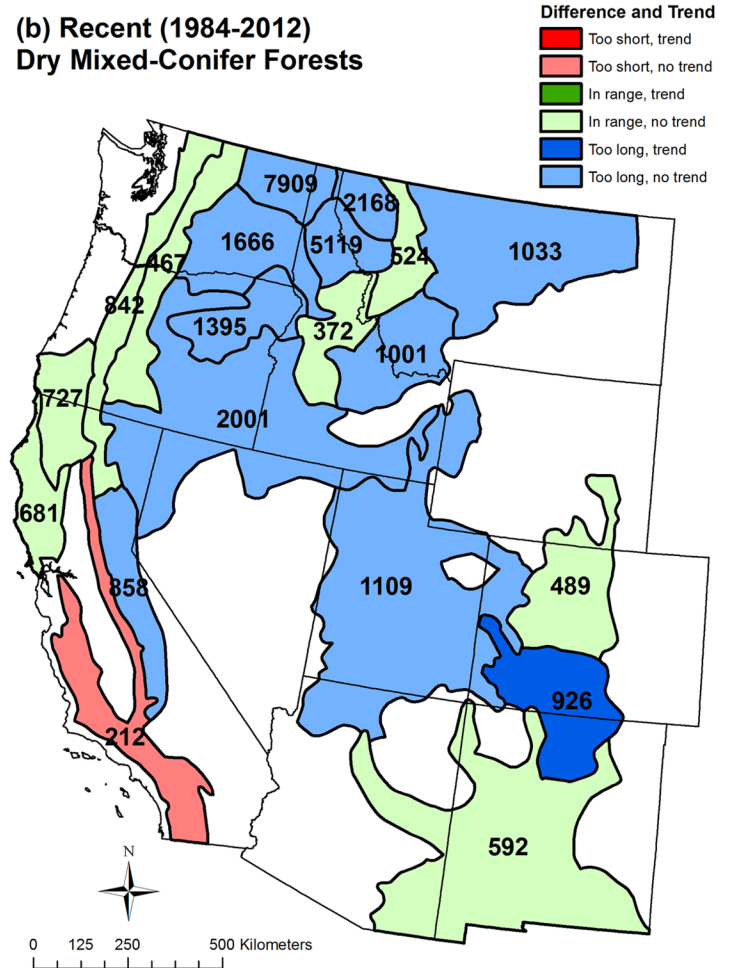 (b) Recent (1984-2012)
Dry Mixed-Conifer Forests
Difference and Trend
Too short, trend
Too short, no trend
In range, trend
In range, no trend
Too long, trend
Too long, no trend
7909
2168
1666
5119
524
1033
467
842
1395
372
1001
727
2001
681
858
1109
489
926
212
592
N
0 125 250 500 Kilometers